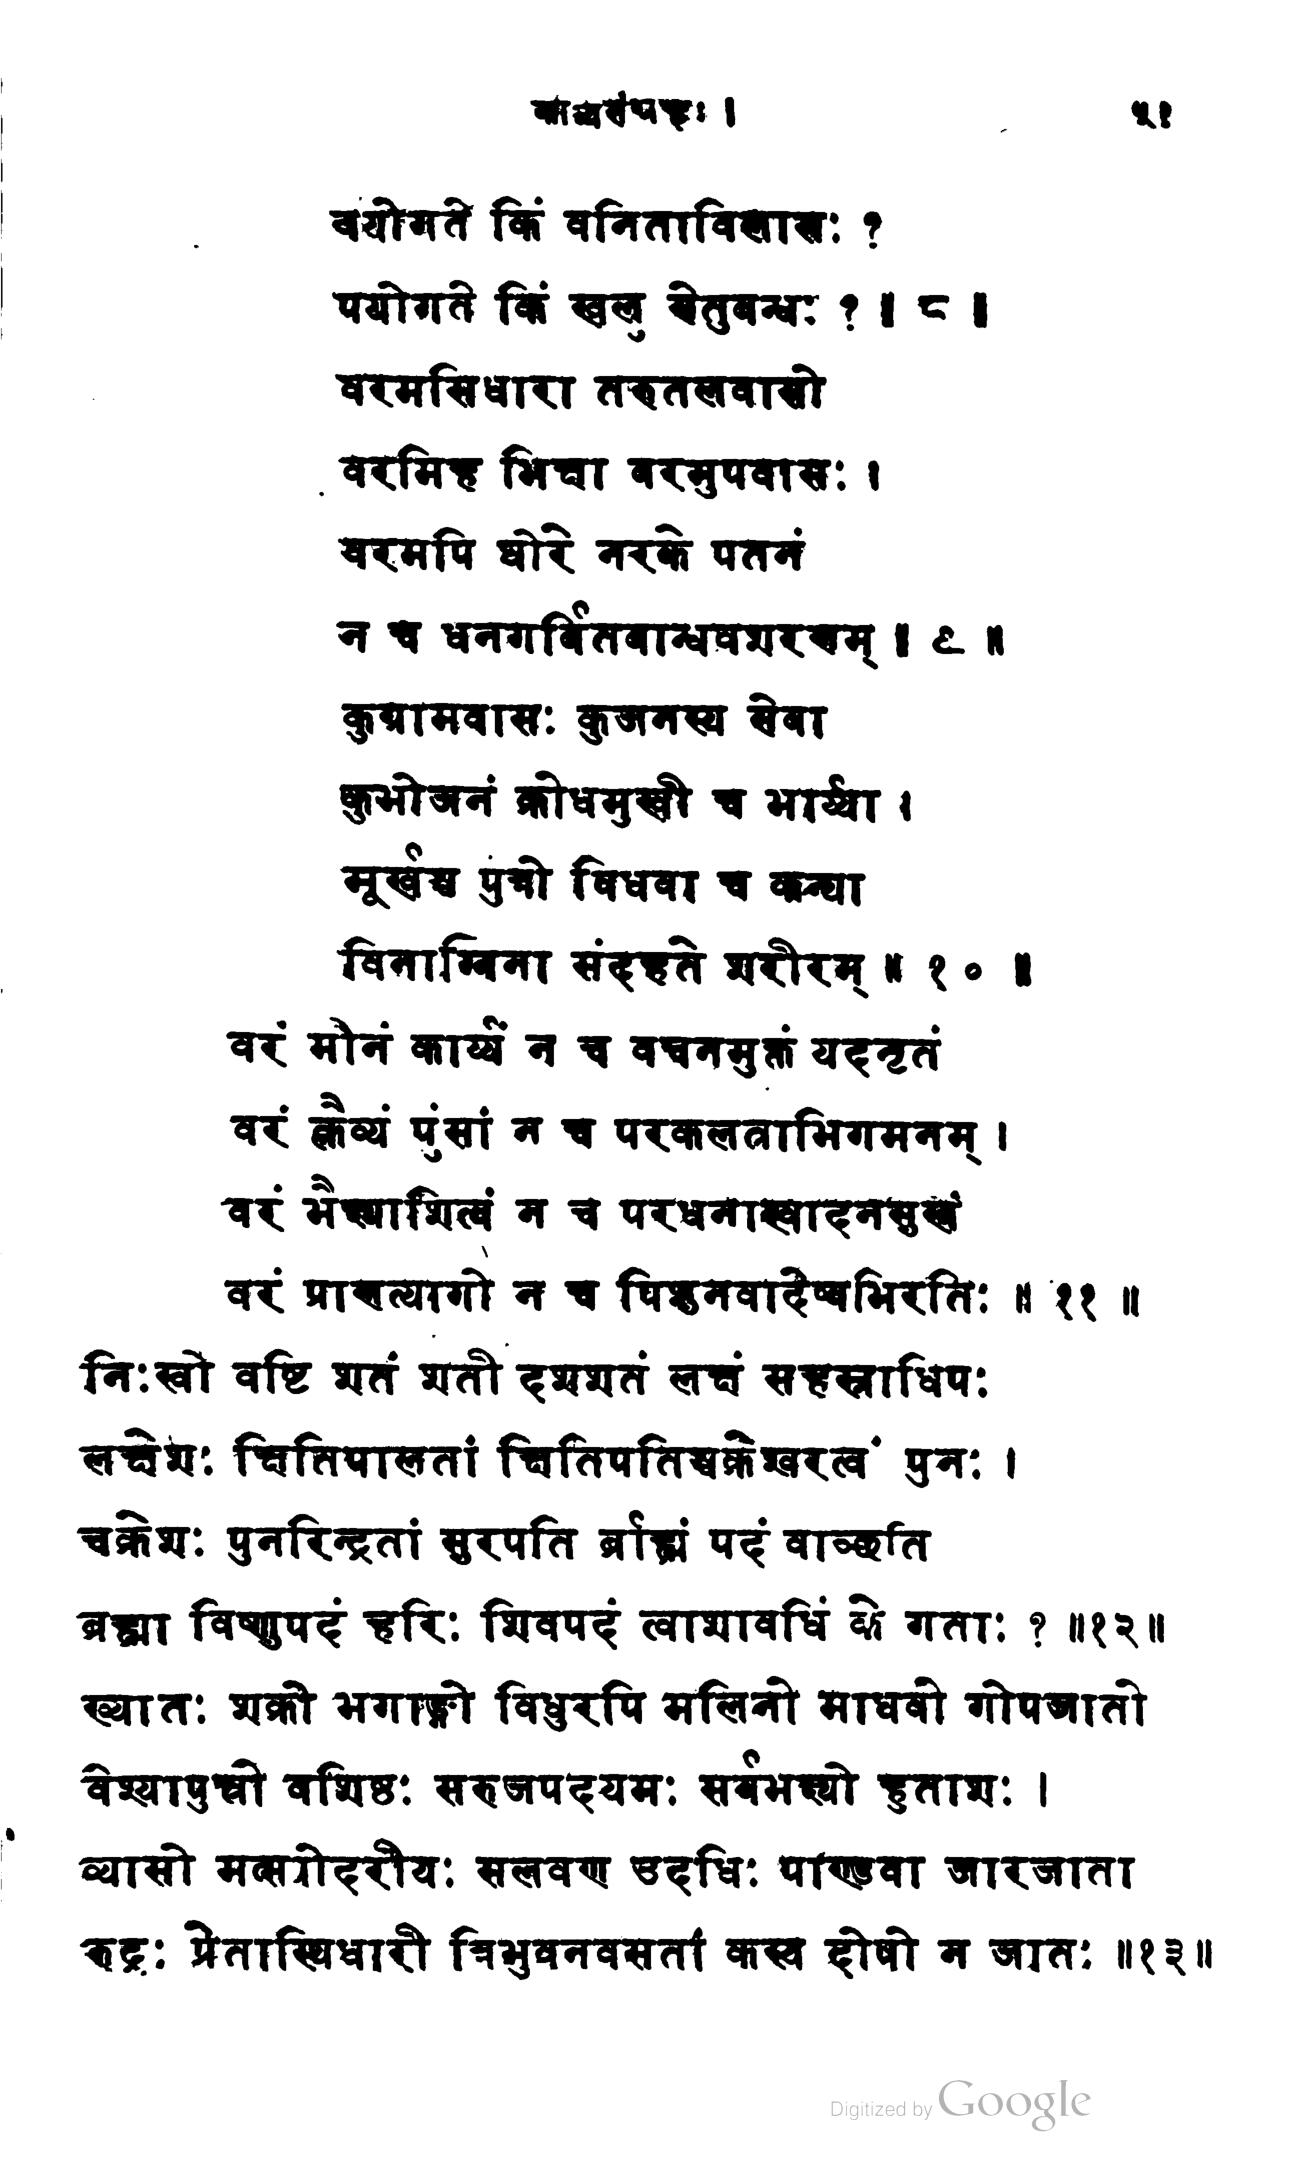 काव्यसंग्रहः । ५१
वयोगते किं वनिताविलासः ?
पयोगते किं खलु सेतुबन्धः ? ॥ ८ ॥
वरमसिधारा तरुतलवासो
वरमिह भिक्षा वरमुपवासः ।
वरमपि घोरे नरके पतनं
न च धनगर्वितबान्धवशरणम् ॥ ९ ॥
कुग्रामवासः कुजनस्य सेवा
कुभोजनं क्रोधमुखी च भार्य्या ।
मूर्खश्च पुत्रो विधवा च कन्या
विनाग्निना संदहते शरीरम् ॥ १० ॥
वरं मौनं कार्य्यं न च वचनमुक्तं यदनृतं
वरं क्लैव्यं पुंसां न च परकलत्राभिगमनम् ।
वरं भैक्ष्याशित्वं न च परधनास्वादनसुखं
वरं प्राणत्यागो न च पिशुनवादेष्वभिरतिः ॥ ११ ॥
निःस्वो वष्टि शतं शती दशशतं लक्षं सहस्राधिपः
लक्षेशः क्षितिपालतां क्षितिपतिश्चक्रेश्वरत्वं पुनः ।
चक्रेशः पुनरिन्द्रतां सुरपति र्ब्राह्मं पदं वाञ्छति
ब्रह्मा विष्णुपदं हरिः शिवपदं त्वाशावधिं के गताः ? ॥१२॥
ख्यातः शक्रो भगाङ्गो विधुरपि मलिनो माधवो गोपजातो
वेश्यापुत्रो वशिष्ठः सरुजपदयमः सर्वभक्ष्यो हुताशः ।
व्यासो मत्स्योदरीयः सलवण उदधिः पाण्डवा जारजाता
रुद्रः प्रेतास्थिधारी त्रिभुवनवसतां कस्य दोषो न जातः ॥१३॥
Digitized by Google